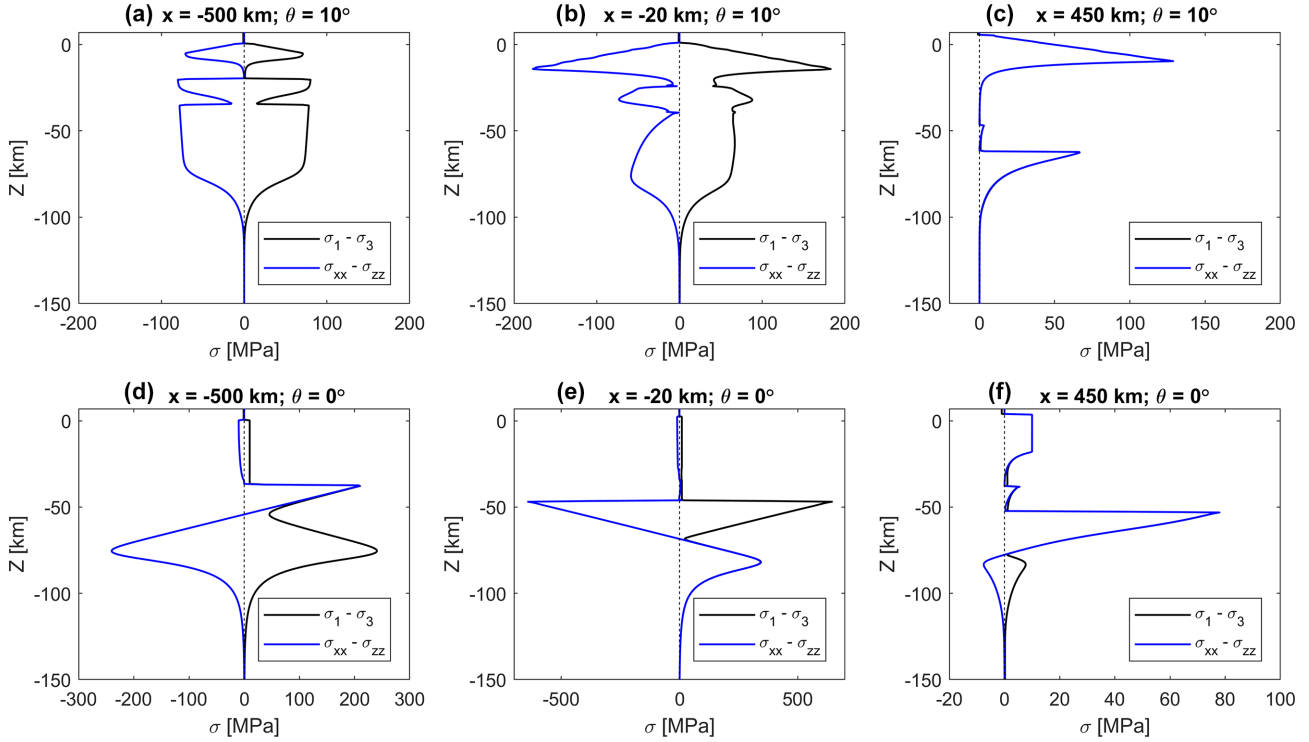 (a) x = -500 km; θ = 10°
0
-50
-100
-150
Z [km]
-200 -100 0 100 200
σ [MPa]
σ1 - σ3
σxx - σzz
(b) x = -20 km; θ = 10°
0
-50
-100
-150
Z [km]
-200 -100 0 100 200
σ [MPa]
σ1 - σ3
σxx - σzz
(c) x = 450 km; θ = 10°
0
-50
-100
-150
Z [km]
-20 0 50 100 150 200
σ [MPa]
σ1 - σ3
σxx - σzz
(d) x = -500 km; θ = 0°
0
-50
-100
-150
Z [km]
-300 -200 -100 0 100 200 300
σ [MPa]
σ1 - σ3
σxx - σzz
(e) x = -20 km; θ = 0°
0
-50
-100
-150
Z [km]
-500 0 500
σ [MPa]
σ1 - σ3
σxx - σzz
(f) x = 450 km; θ = 0°
0
-50
-100
-150
Z [km]
-20 0 20 40 60 80 100
σ [MPa]
σ1 - σ3
σxx - σzz